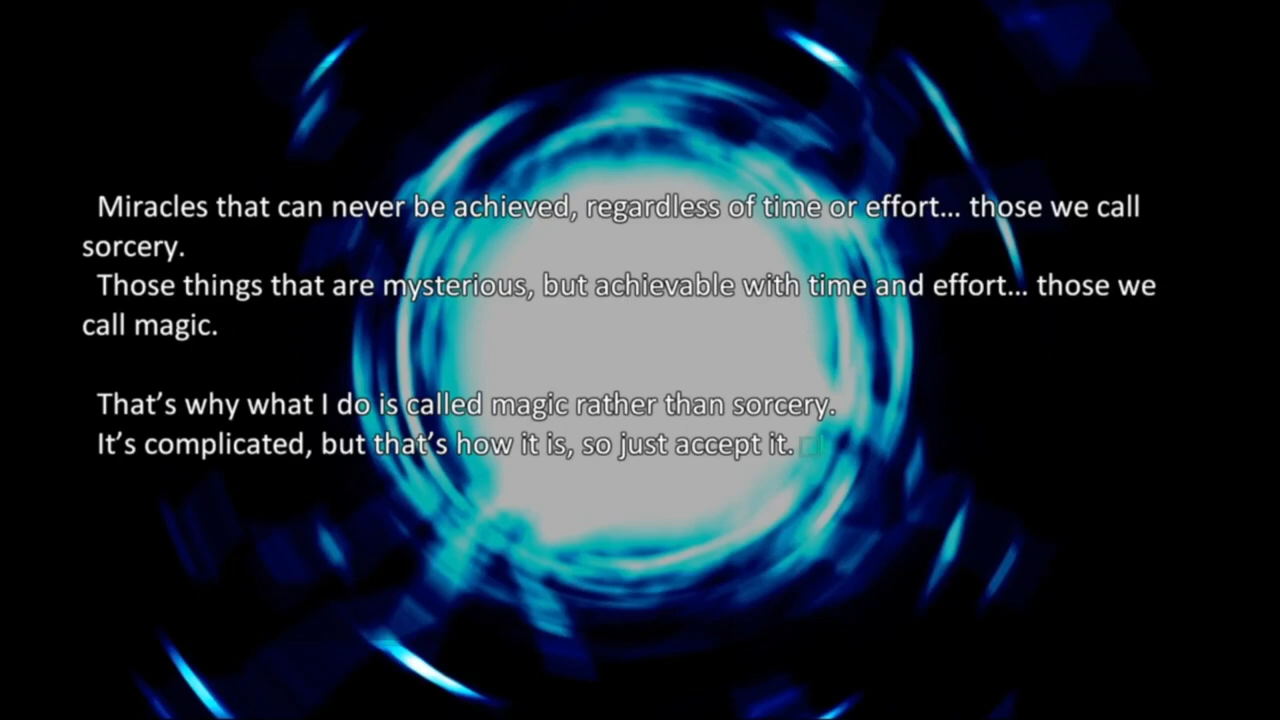 Miracles that can never be achieved, regardless of time or effort... those we call
sorcery.
Those things that are mysterious, but achievable with time and effort... those we
call magic.
That’s why what I do is called magic rather than sorcery.
It’s complicated, but that’s how it is, so just accept it.